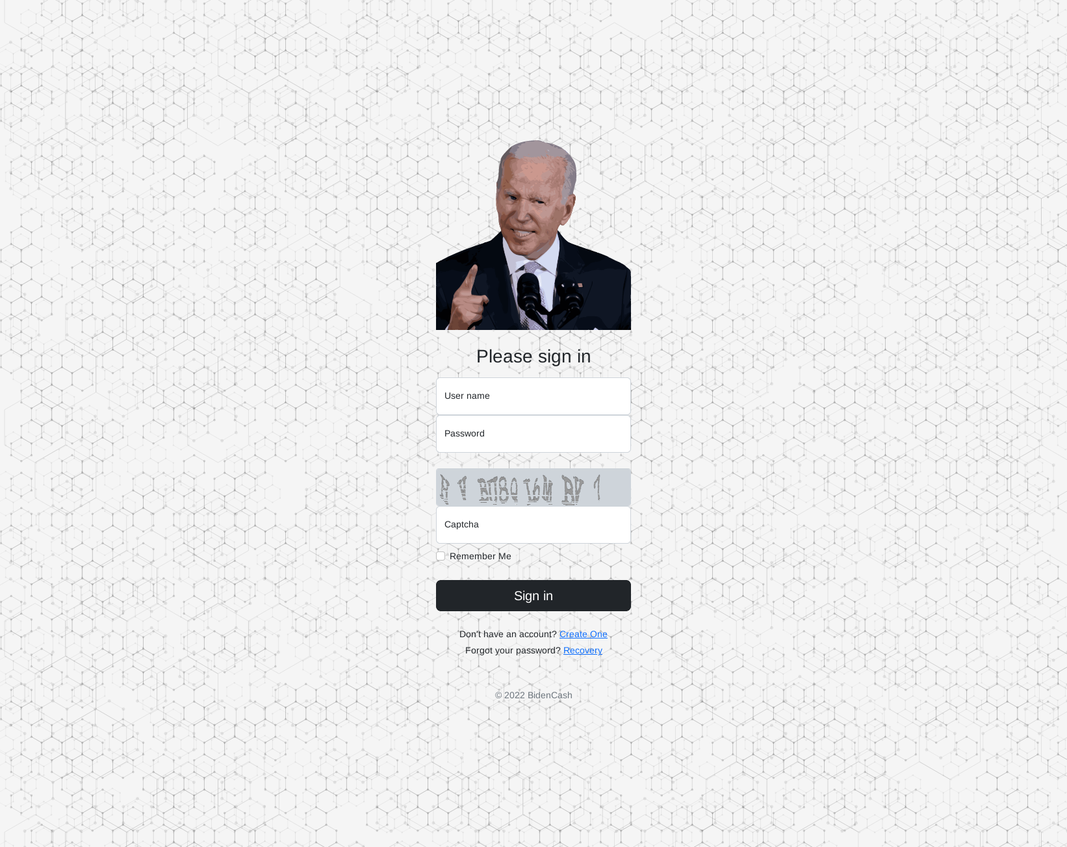 Please sign in
User name
Password
Captcha
Remember Me
Sign in
Don't have an account? Create One
Forgot your password? Recovery
© 2022 BidenCash